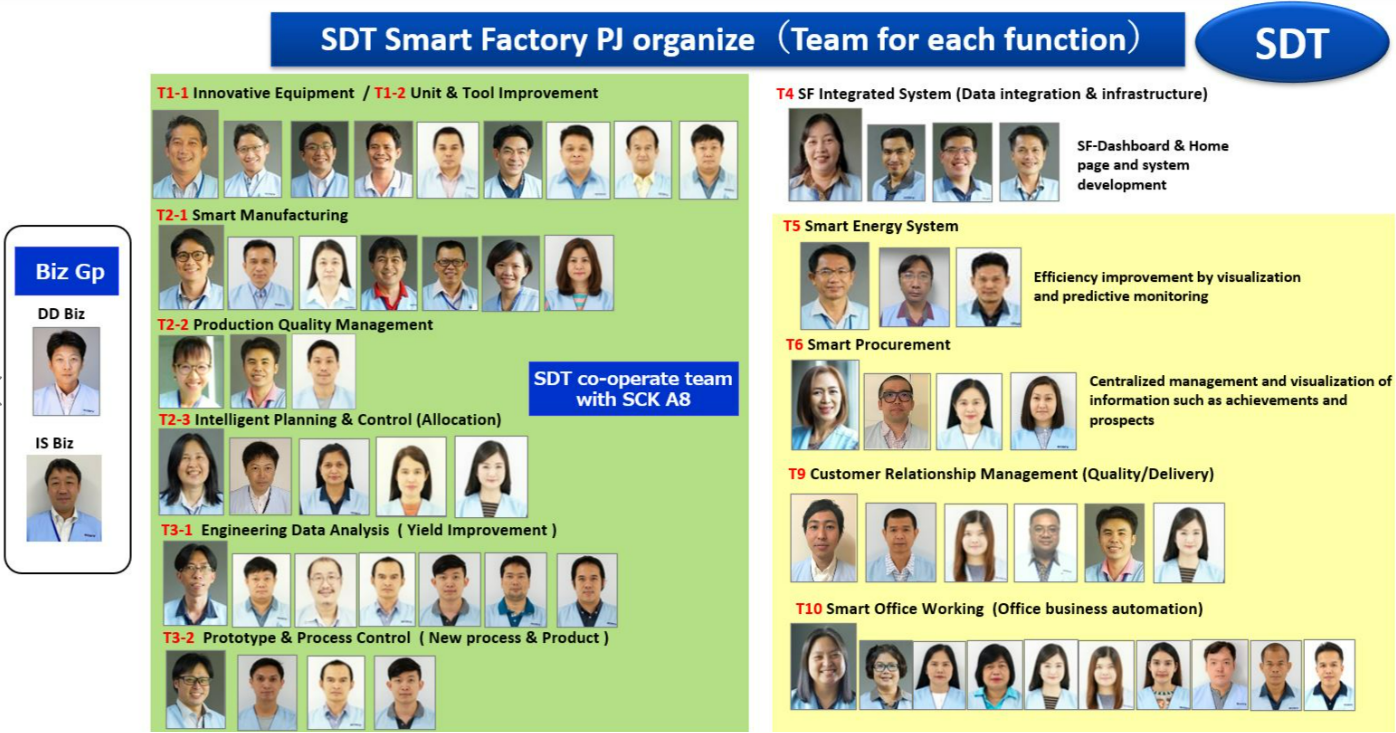 SDT Smart Factory PJ organize （Team for each function）
SDT
Biz Gp
DD Biz
IS Biz
T1-1 Innovative Equipment / T1-2 Unit & Tool Improvement
T2-1 Smart Manufacturing
T2-2 Production Quality Management
SDT co-operate team
with SCK A8
T2-3 Intelligent Planning & Control (Allocation)
T3-1 Engineering Data Analysis ( Yield Improvement )
T3-2 Prototype & Process Control ( New process & Product )
T4 SF Integrated System (Data integration & infrastructure)
SF-Dashboard & Home
page and system
development
T5 Smart Energy System
Efficiency improvement by visualization
and predictive monitoring
T6 Smart Procurement
Centralized management and visualization of
information such as achievements and
prospects
T9 Customer Relationship Management (Quality/Delivery)
T10 Smart Office Working (Office business automation)